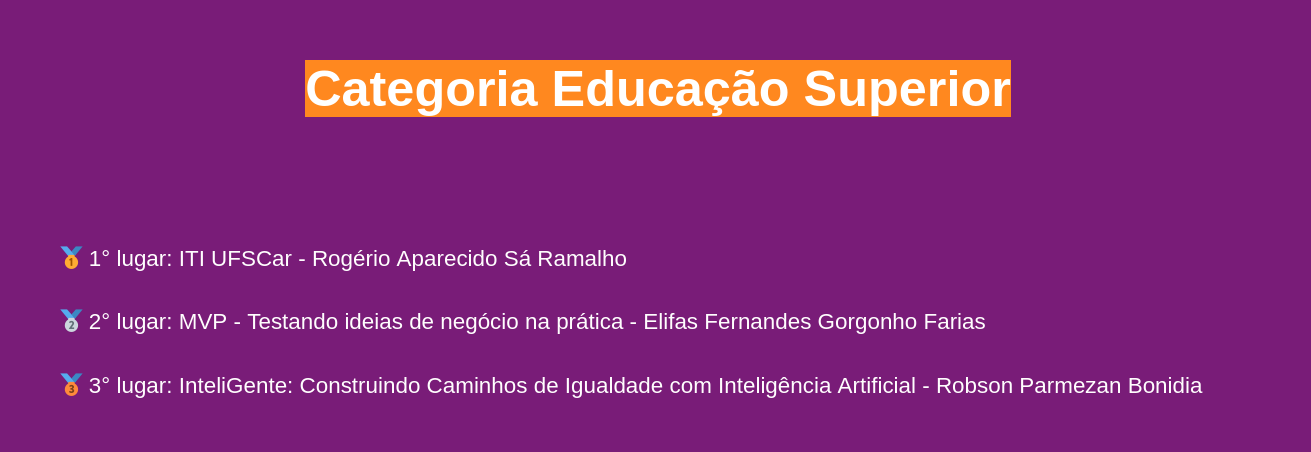 Categoria Educação Superior
🥇 1° lugar: ITI UFSCar - Rogério Aparecido Sá Ramalho
🥈 2° lugar: MVP - Testando ideias de negócio na prática - Elifas Fernandes Gorgonho Farias
🥉 3° lugar: InteliGente: Construindo Caminhos de Igualdade com Inteligência Artificial - Robson Parmezan Bonidia